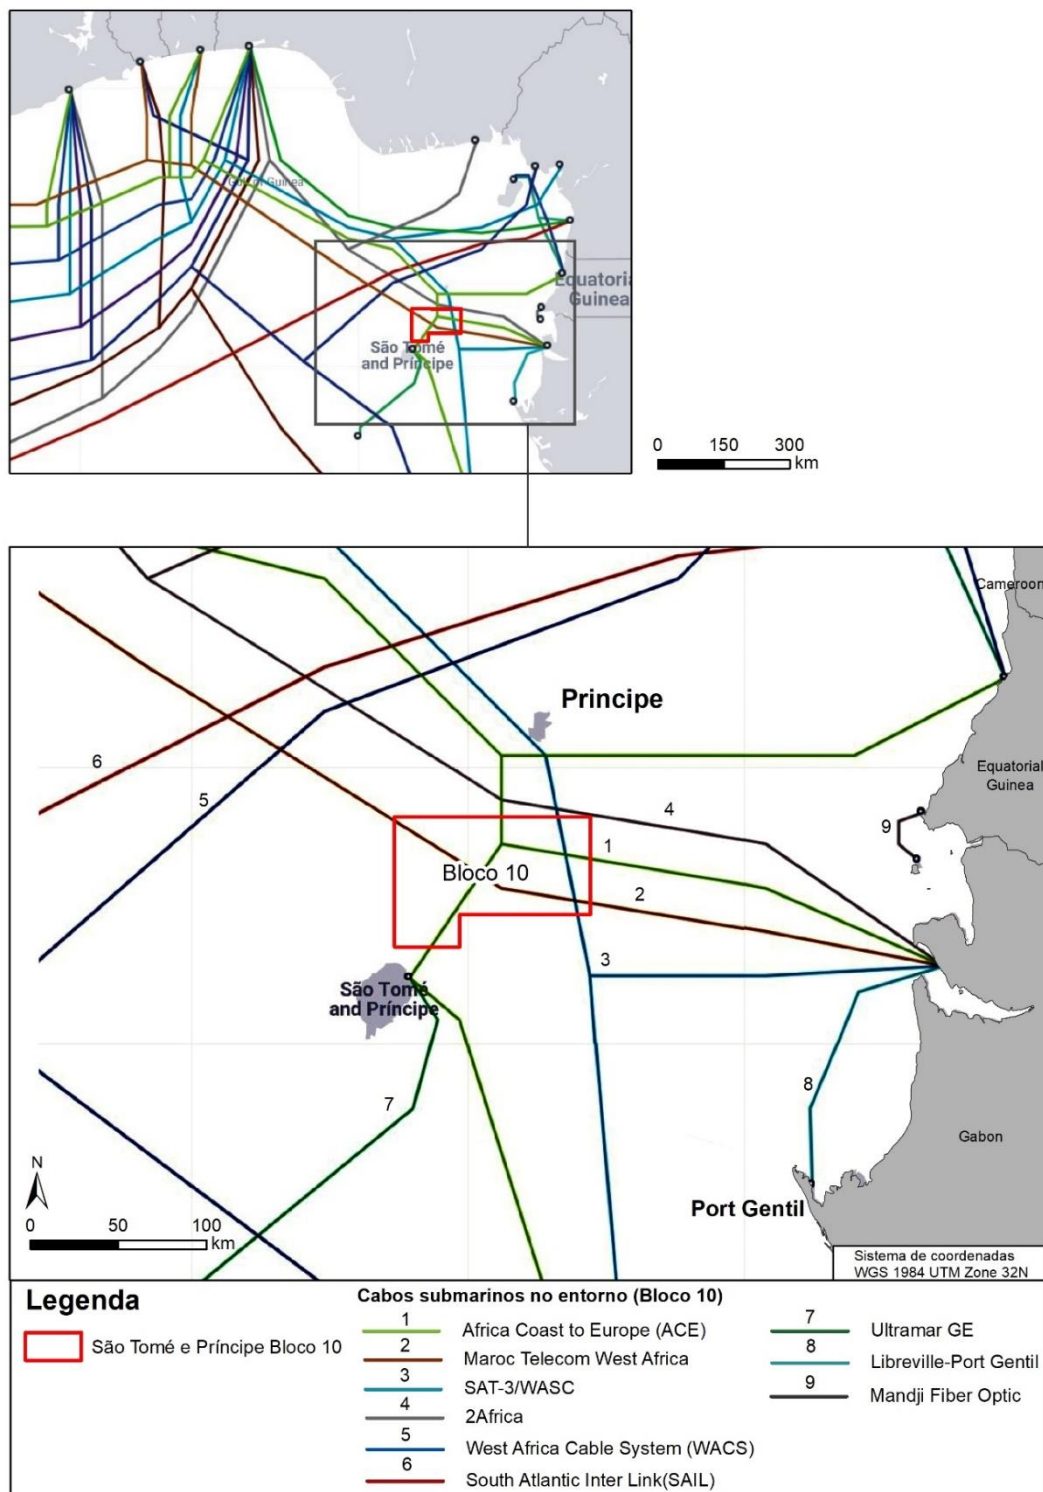 Gulf of Guinea
Equatorial
Guinea
São Tomé
and Príncipe
0 150 300
km
Cameroon
Principe
Equatorial
Guinea
6
5
4
9
1
Bloco 10
2
3
São Tomé
and Príncipe
7
8
Gabon
N
0 50 100
km
Port Gentil
Sistema de coordenadas
WGS 1984 UTM Zone 32N
Legenda
São Tomé e Príncipe Bloco 10
Cabos submarinos no entorno (Bloco 10)
1 Africa Coast to Europe (ACE)
2 Maroc Telecom West Africa
3 SAT-3/WASC
4 2Africa
5 West Africa Cable System (WACS)
6 South Atlantic Inter Link(SAIL)
7 Ultramar GE
8 Libreville-Port Gentil
9 Mandji Fiber Optic